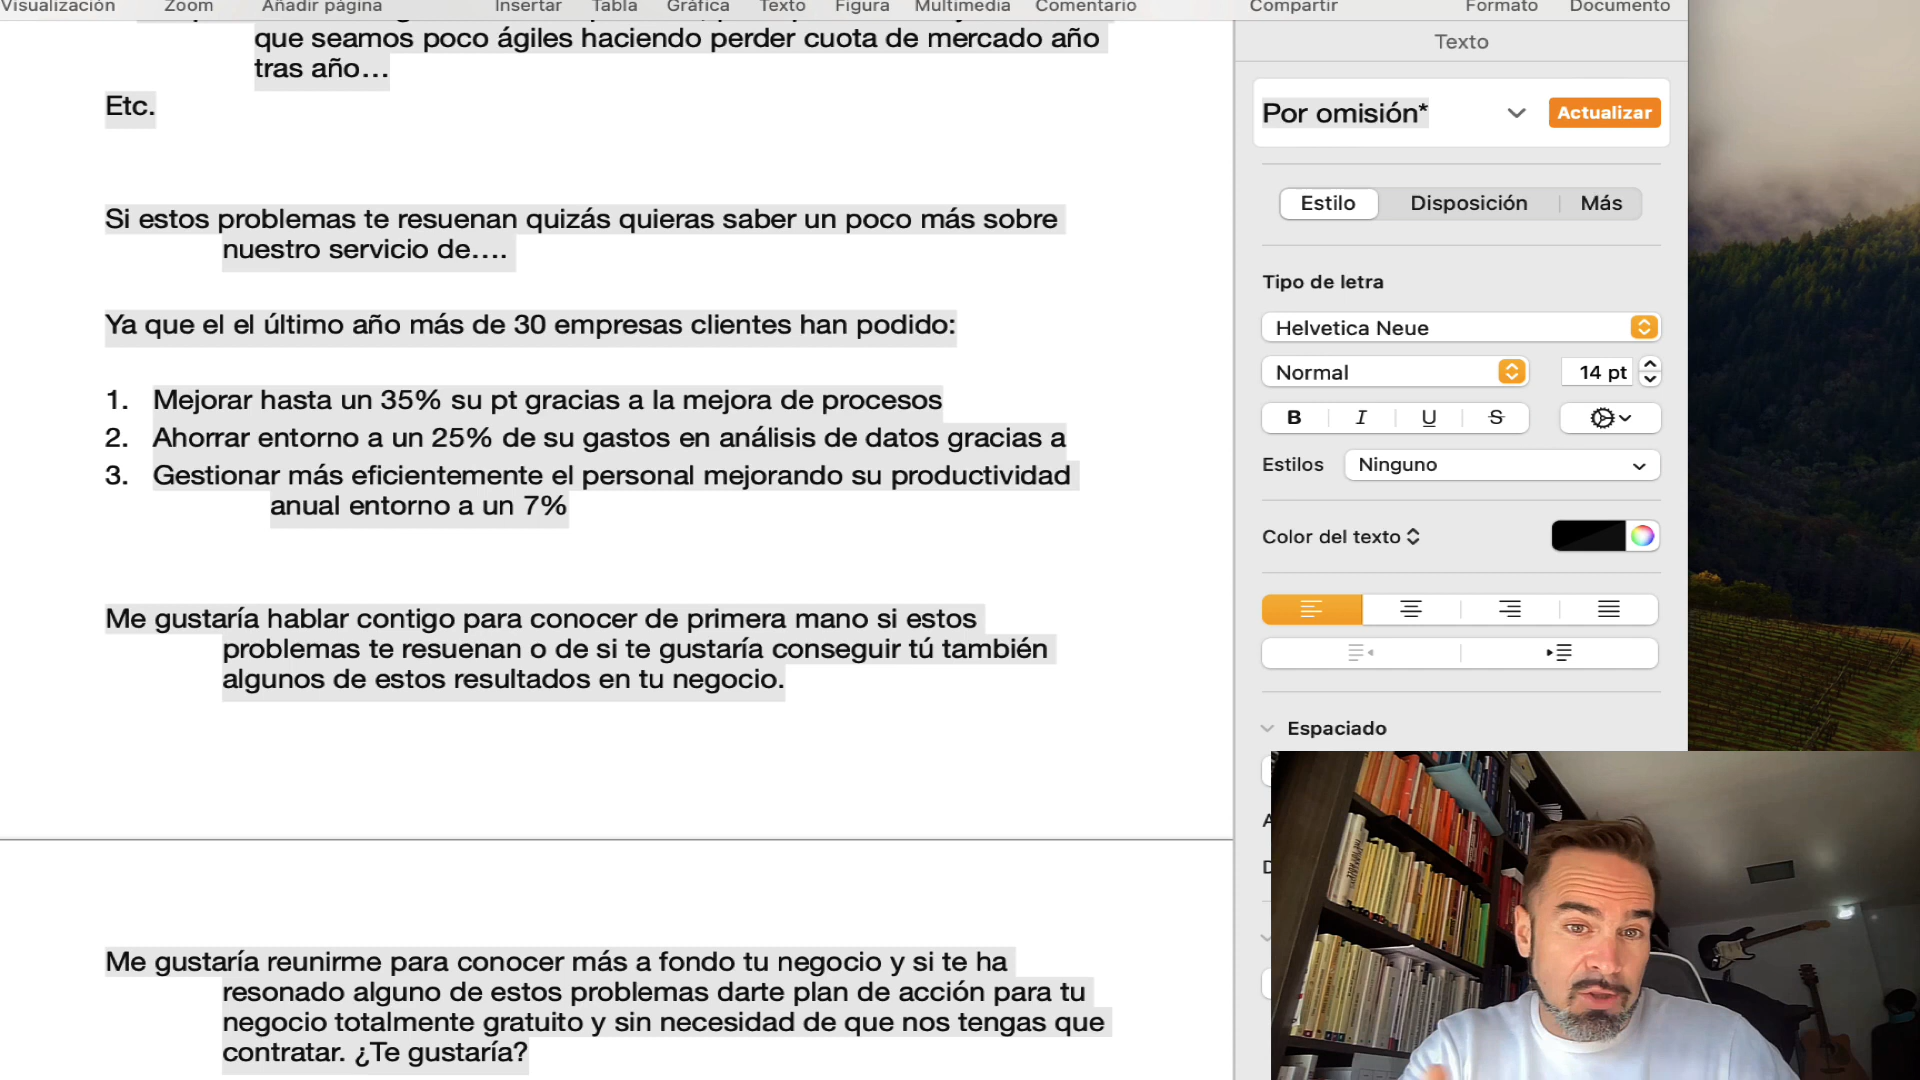 Visualización Zoom Añadir página Insertar Tabla Gráfica Texto Figura Multimedia Comentario Compartir Formato Documento
que seamos poco ágiles haciendo perder cuota de mercado año
tras año…
Etc.
Si estos problemas te resuenan quizás quieras saber un poco más sobre
nuestro servicio de….
Ya que el el último año más de 30 empresas clientes han podido:
1. Mejorar hasta un 35% su pt gracias a la mejora de procesos
2. Ahorrar entorno a un 25% de su gastos en análisis de datos gracias a
3. Gestionar más eficientemente el personal mejorando su productividad
anual entorno a un 7%
Me gustaría hablar contigo para conocer de primera mano si estos
problemas te resuenan o de si te gustaría conseguir tú también
algunos de estos resultados en tu negocio.
Me gustaría reunirme para conocer más a fondo tu negocio y si te ha
resonado alguno de estos problemas darte plan de acción para tu
negocio totalmente gratuito y sin necesidad de que nos tengas que
contratar. ¿Te gustaría?
Texto
Por omisión*
Actualizar
Estilo Disposición Más
Tipo de letra
Helvetica Neue
Normal 14 pt
B I U S
Estilos Ninguno
Color del texto
Espaciado